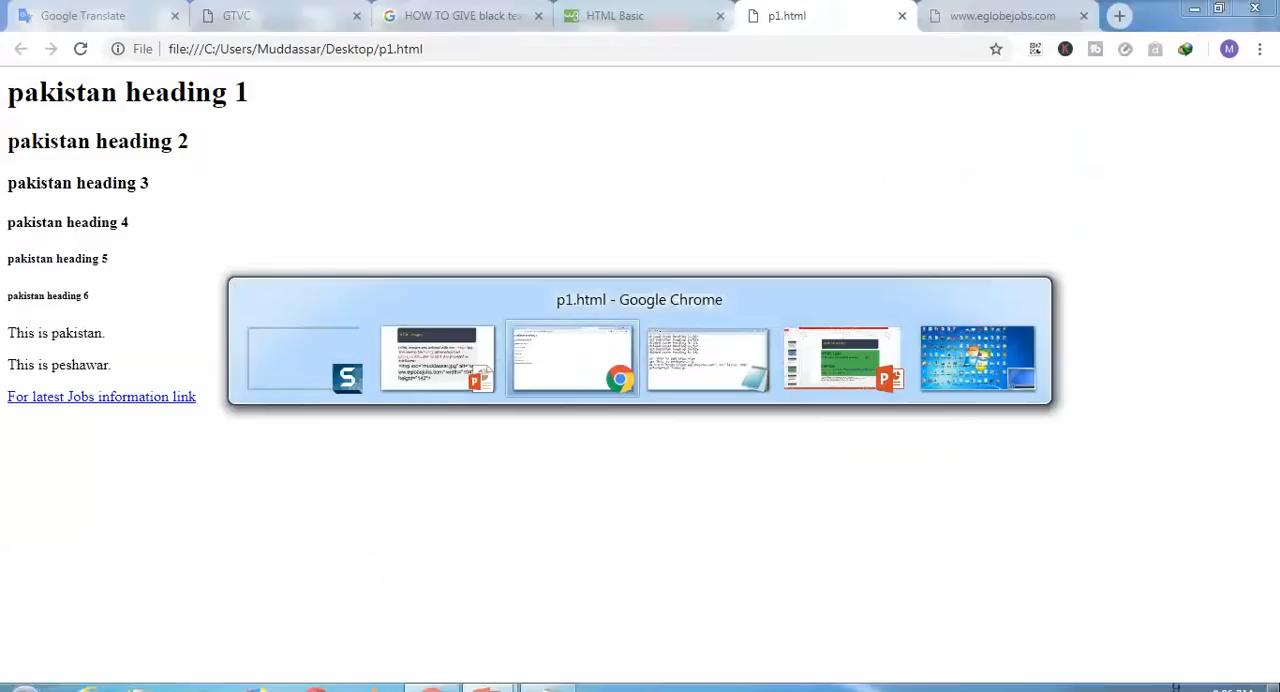 Google Translate
GTVC
HOW TO GIVE black tex
HTML Basic
p1.html
www.eglobejobs.com
File
file:///C:/Users/Muddassar/Desktop/p1.html
M
pakistan heading 1
pakistan heading 2
pakistan heading 3
pakistan heading 4
pakistan heading 5
pakistan heading 6
This is pakistan.
This is peshawar.
For latest Jobs information link
p1.html - Google Chrome